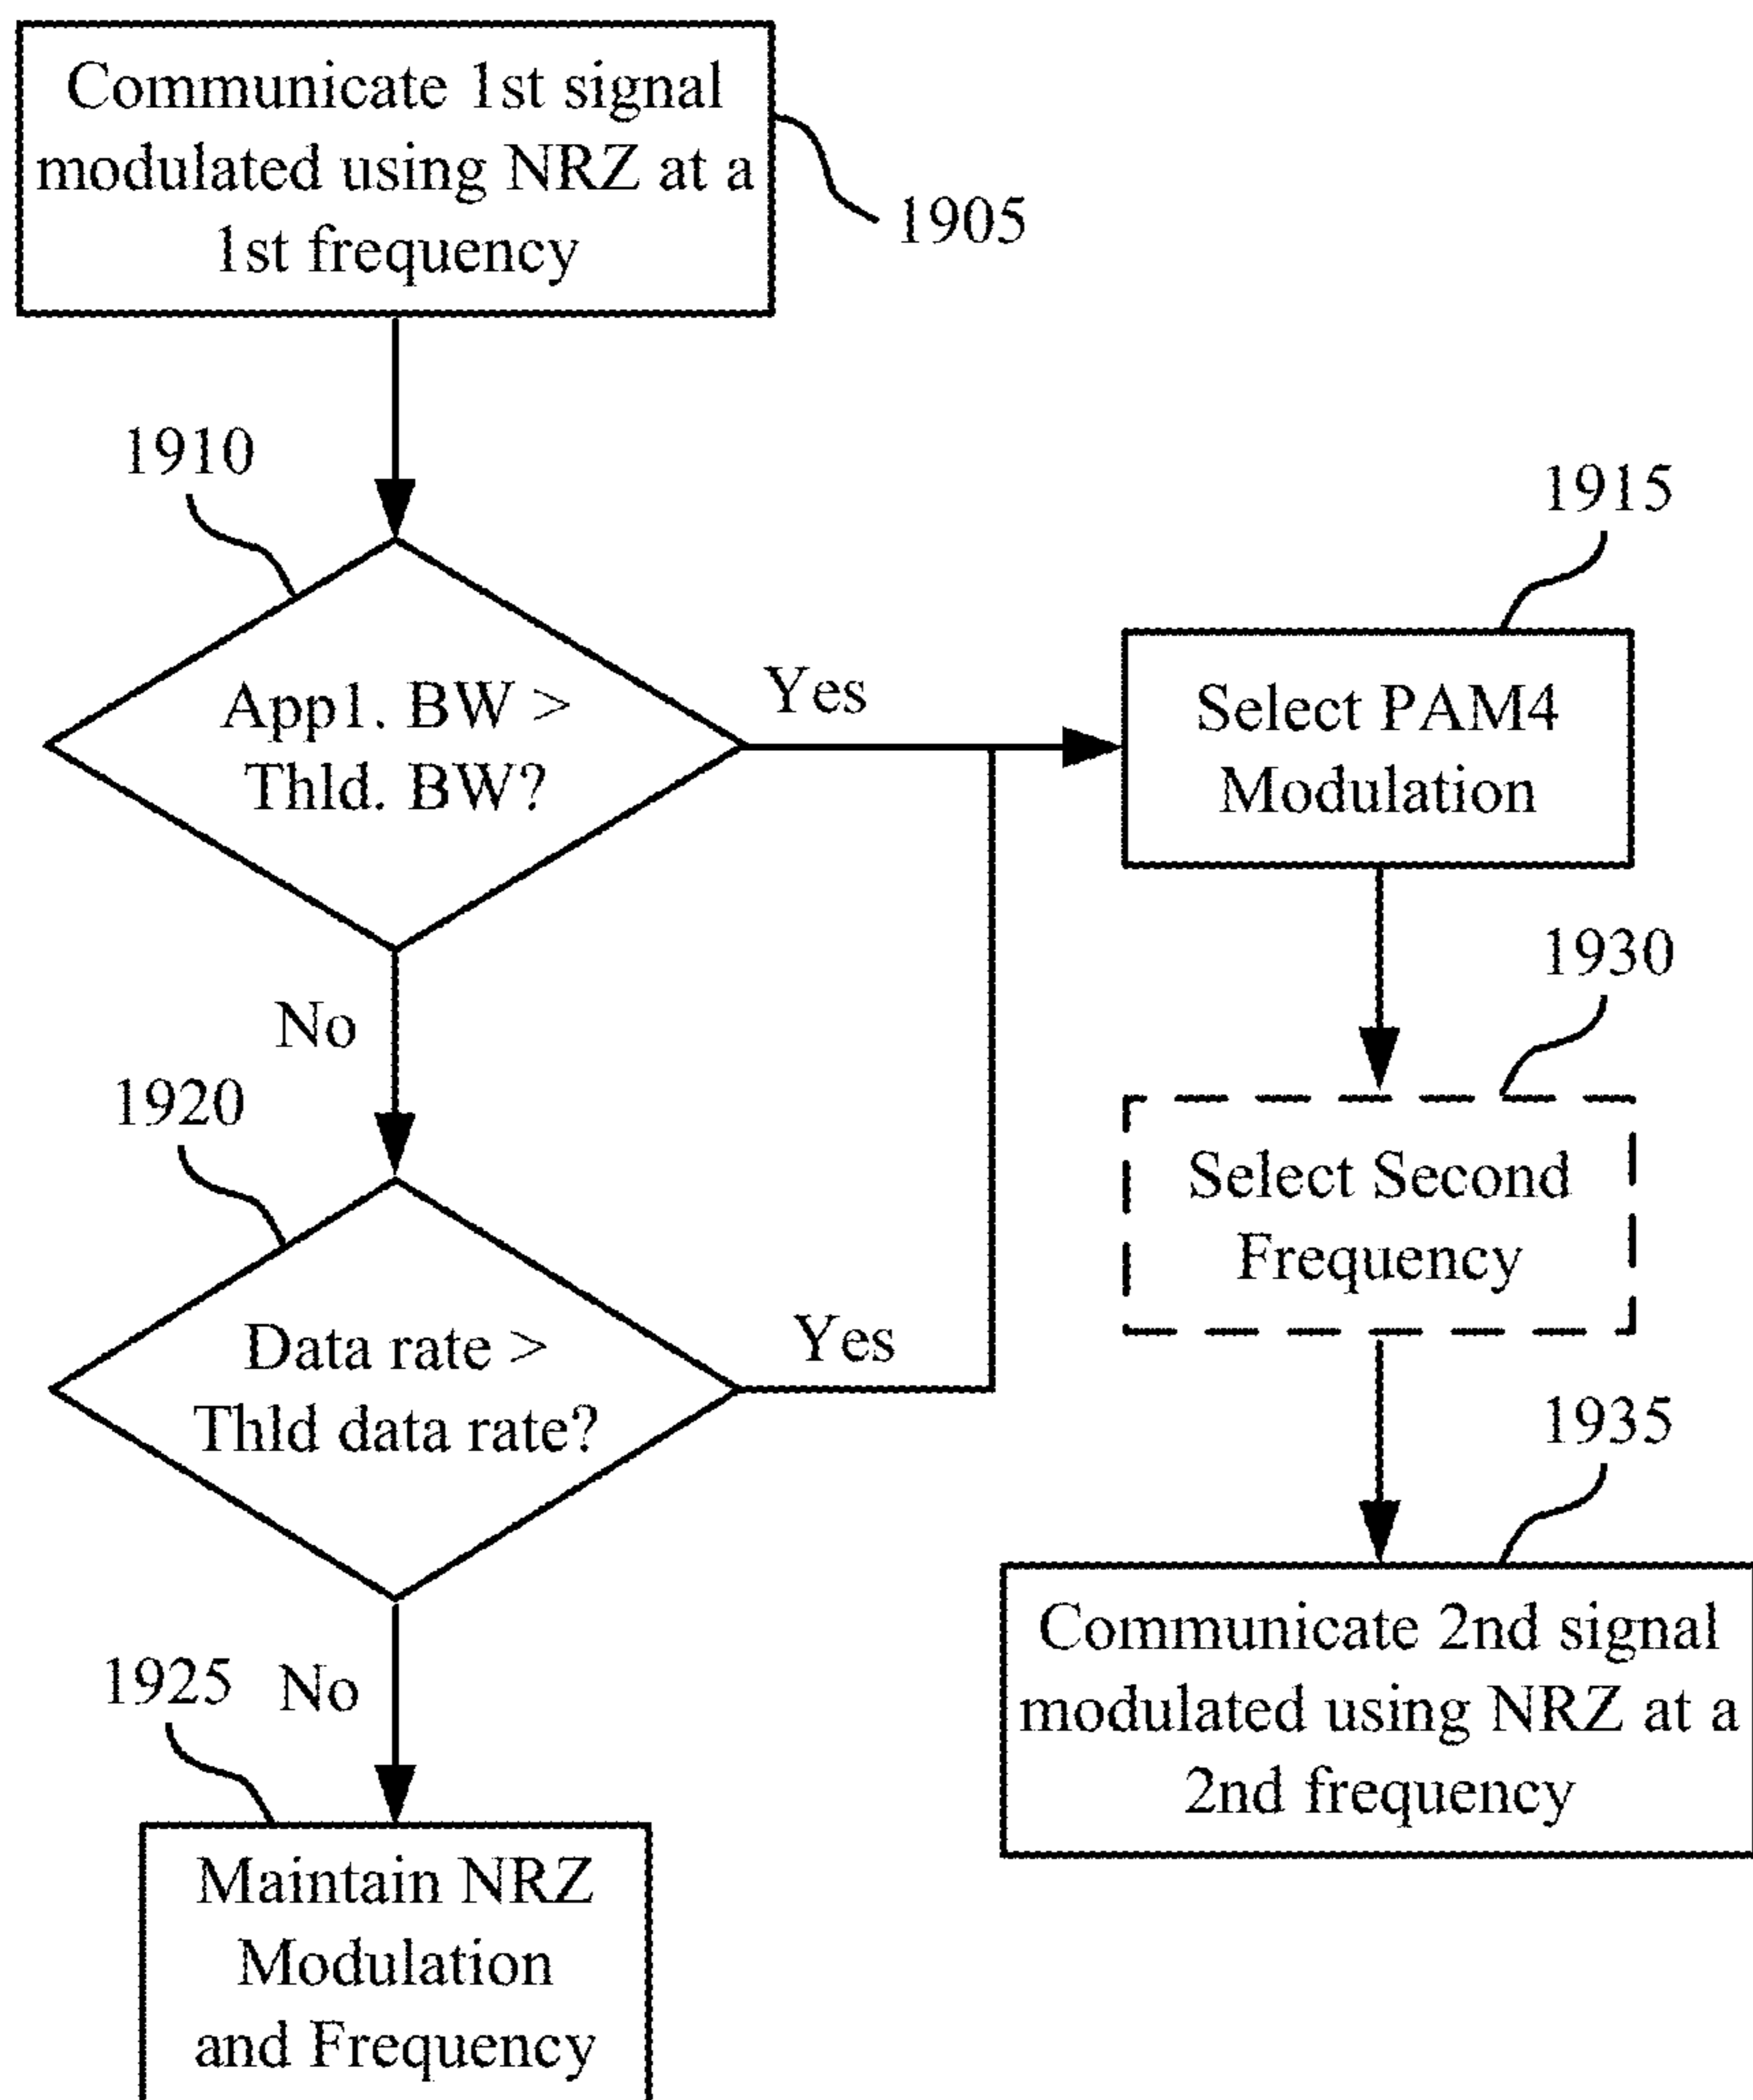 Communicate 1st signal
modulated using NRZ at a
1st frequency
1905
1910
App1. BW >
Thld. BW?
Yes
1915
Select PAM4
Modulation
No
1930
Select Second
Frequency
1920
Data rate >
Thld data rate?
Yes
1935
Communicate 2nd signal
modulated using NRZ at a
2nd frequency
1925
No
Maintain NRZ
Modulation
and Frequency